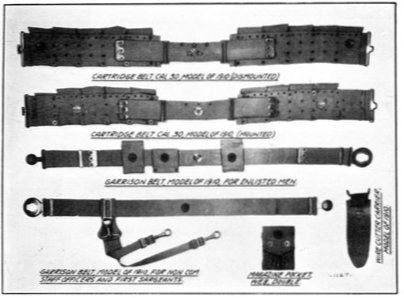 CARTRIDGE BELT CAL. 30, MODEL OF 1910 (DISMOUNTED)
CARTRIDGE BELT CAL. 30, MODEL OF 1910, (MOUNTED)
GARRISON BELT, MODEL OF 1910, FOR ENLISTED MEN.
GARRISON BELT, MODEL OF 1910, FOR NON COM.
STAFF OFFICERS AND FIRST SERGEANTS.
MAGAZINE POCKET,
WEB, DOUBLE
WIRE CUTTER CARRIER,
MODEL OF 1910.